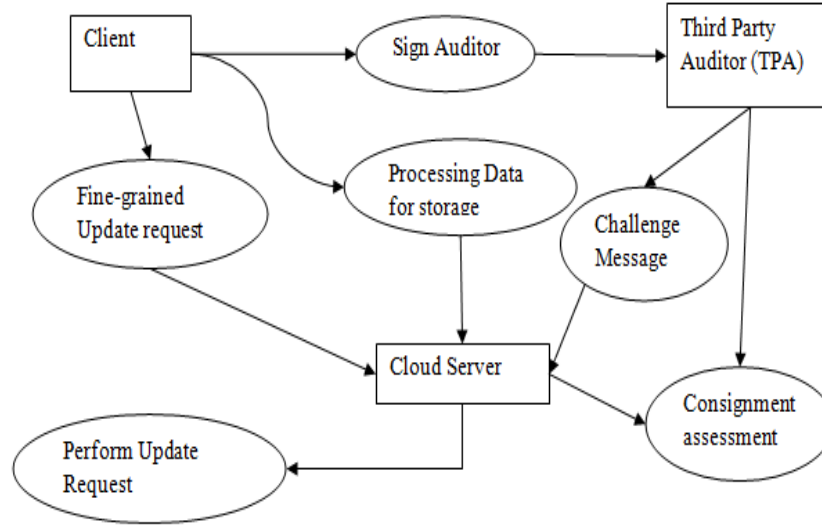 Client
Sign Auditor
Third Party
Auditor (TPA)
Fine-grained
Update request
Processing Data
for storage
Challenge
Message
Cloud Server
Consignment
assessment
Perform Update
Request